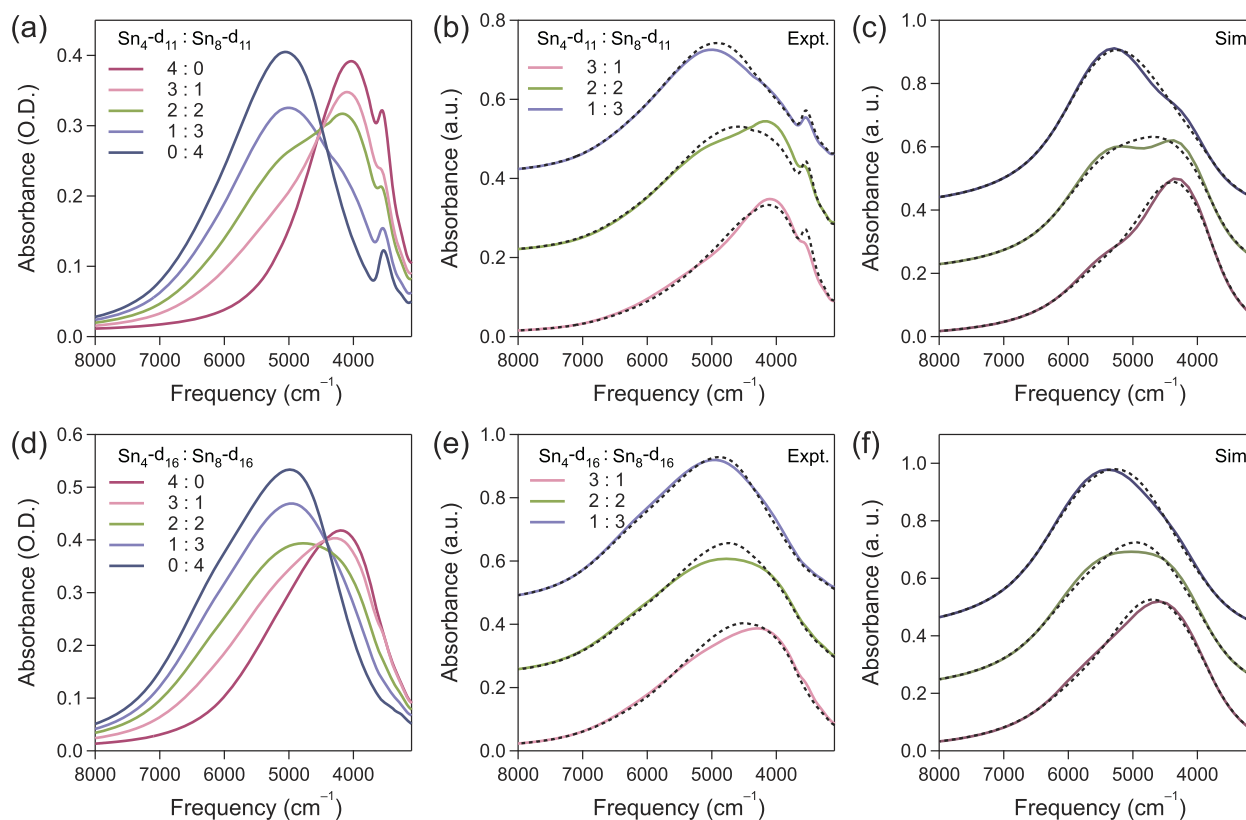 (a)
Sn₄-d₁₁ : Sn₈-d₁₁
4 : 0
3 : 1
2 : 2
1 : 3
0 : 4
Absorbance (O.D.)
0.4
0.3
0.2
0.1
0.0
8000 7000 6000 5000 4000
Frequency (cm⁻¹)
(b)
Sn₄-d₁₁ : Sn₈-d₁₁
Expt.
3 : 1
2 : 2
1 : 3
Absorbance (a.u.)
0.8
0.6
0.4
0.2
0.0
8000 7000 6000 5000 4000
Frequency (cm⁻¹)
(c)
Sim
Absorbance (a. u.)
1.0
0.8
0.6
0.4
0.2
0.0
8000 6000 5000 4000
Frequency (cm⁻¹)
(d)
Sn₄-d₁₆ : Sn₈-d₁₆
4 : 0
3 : 1
2 : 2
1 : 3
0 : 4
Absorbance (O.D.)
0.6
0.5
0.4
0.3
0.2
0.1
0.0
8000 7000 6000 5000 4000
Frequency (cm⁻¹)
(e)
Sn₄-d₁₆ : Sn₈-d₁₆
Expt.
3 : 1
2 : 2
1 : 3
Absorbance (a.u.)
1.0
0.8
0.6
0.4
0.2
0.0
8000 7000 6000 5000 4000
Frequency (cm⁻¹)
(f)
Sim
Absorbance (a. u.)
1.0
0.8
0.6
0.4
0.2
0.0
8000 6000 5000 4000
Frequency (cm⁻¹)